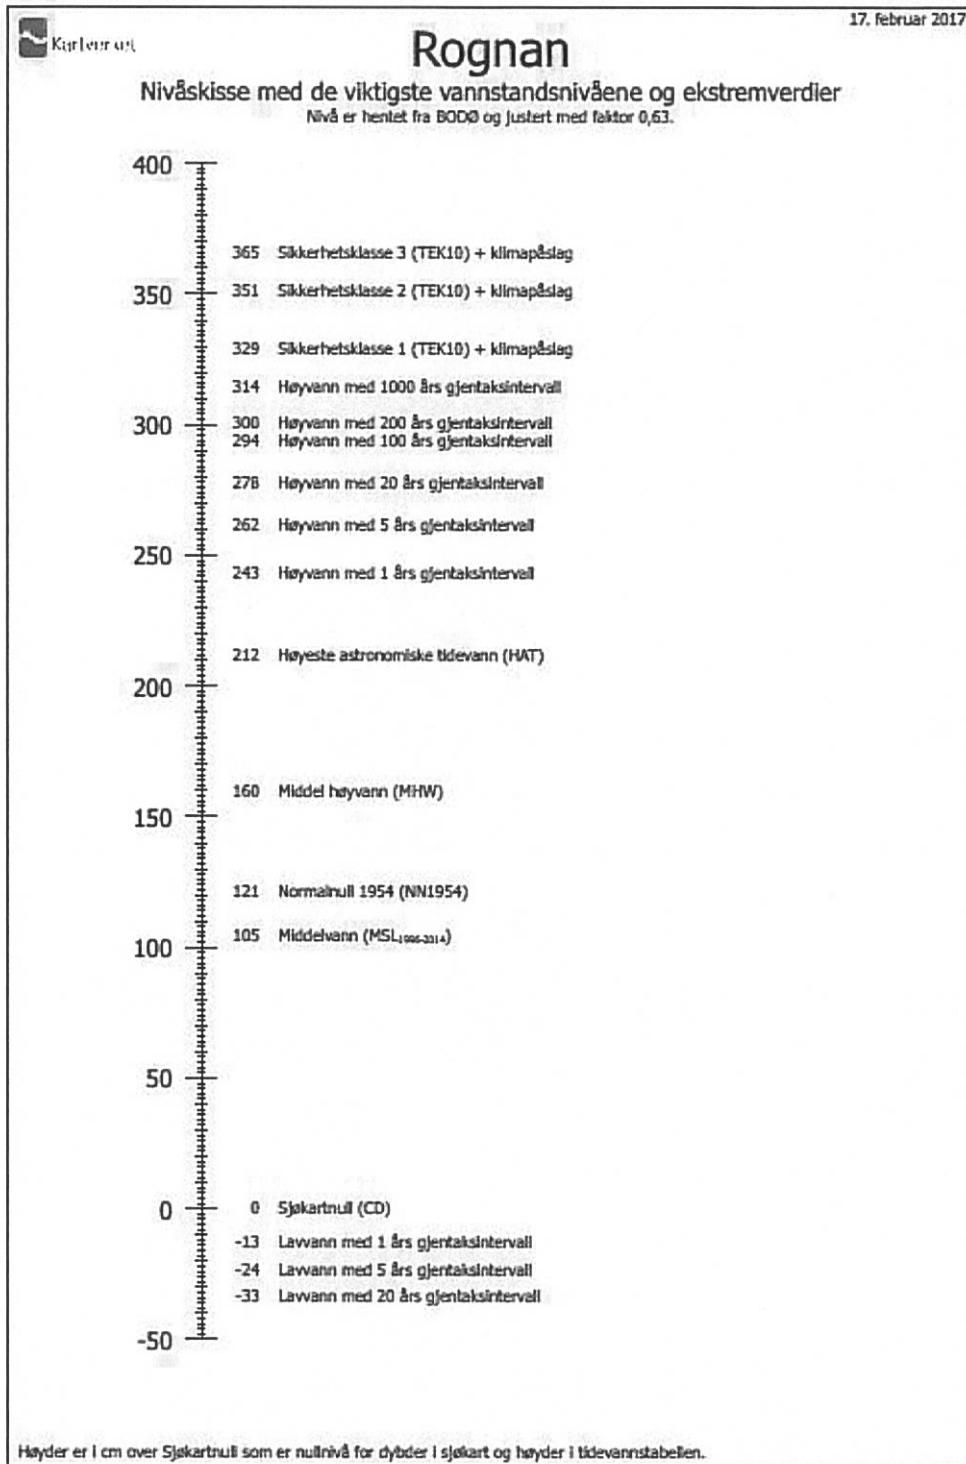 17. februar 2017
Kartverket
Rognan
Nivåskisse med de viktigste vannstandsnivåene og ekstremverdier
Nivå er hentet fra BODØ og justert med faktor 0,63.
400
365 Sikkerhetsklasse 3 (TEK10) + klimapåslag
351 Sikkerhetsklasse 2 (TEK10) + klimapåslag
350
329 Sikkerhetsklasse 1 (TEK10) + klimapåslag
314 Høyvann med 1000 års gjentaksintervall
300
300 Høyvann med 200 års gjentaksintervall
294 Høyvann med 100 års gjentaksintervall
278 Høyvann med 20 års gjentaksintervall
262 Høyvann med 5 års gjentaksintervall
250
243 Høyvann med 1 års gjentaksintervall
212 Høyeste astronomiske tidevann (HAT)
200
160 Middel høyvann (MHW)
150
121 Normalnull 1954 (NN1954)
105 Middelvann (MSL1996-2014)
100
50
0
0 Sjøkartnull (CD)
-13 Lavvann med 1 års gjentaksintervall
-24 Lavvann med 5 års gjentaksintervall
-33 Lavvann med 20 års gjentaksintervall
-50
Høyder er i cm over Sjøkartnull som er nullnivå for dybder i sjøkart og høyder i tidevannstabellen.